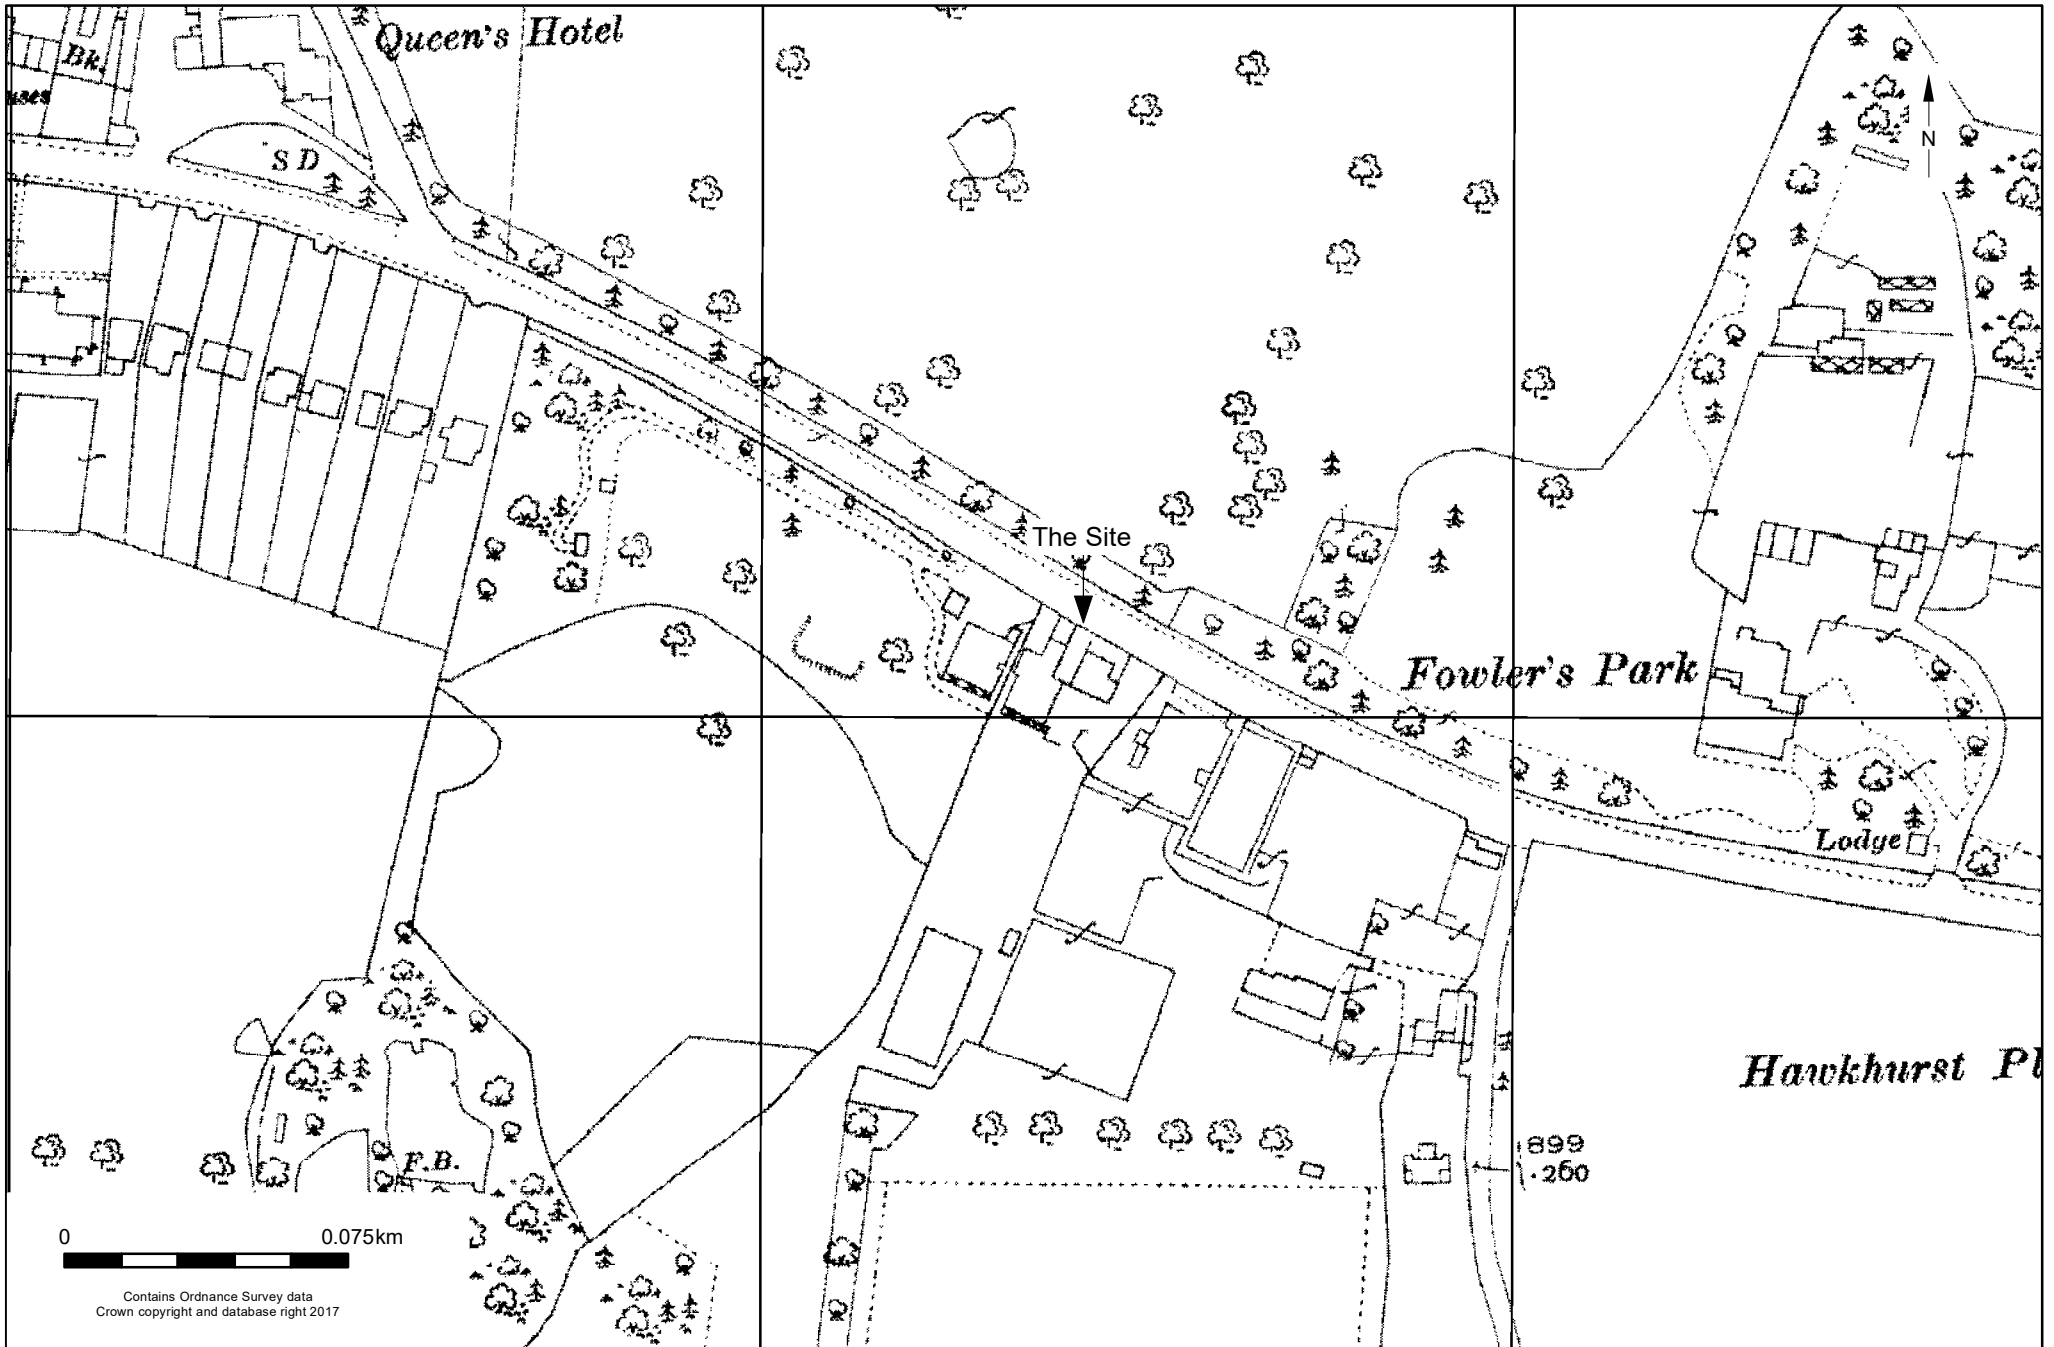 Queen's Hotel
Bk.
S D
N
The Site
Fowler's Park
Lodge
Hawkhurst Pl
F.B.
899
.260
0 0.075km
Contains Ordnance Survey data
Crown copyright and database right 2017